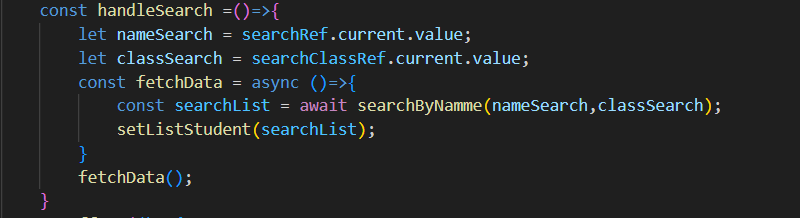 const handleSearch =()=>{
let nameSearch = searchRef.current.value;
let classSearch = searchClassRef.current.value;
const fetchData = async ()=>{
const searchList = await searchByNamme(nameSearch,classSearch);
setListStudent(searchList);
}
fetchData();
}